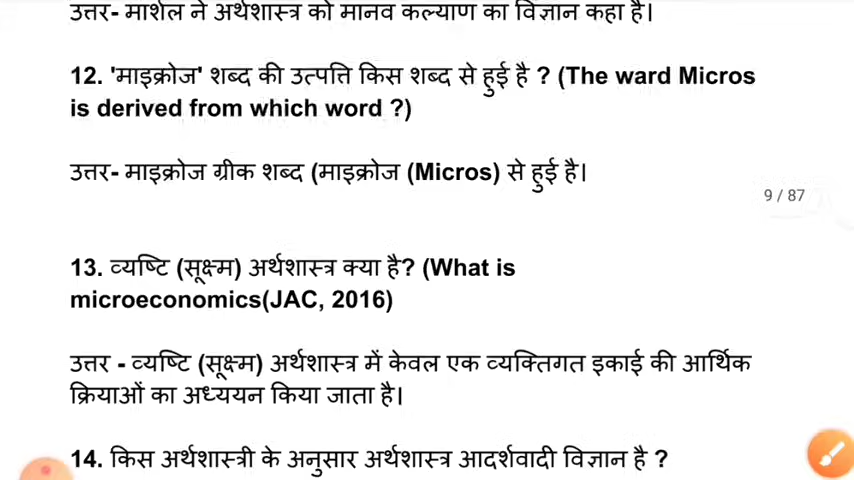 उत्तर- मार्शल ने अर्थशास्त्र को मानव कल्याण का विज्ञान कहा है।
12. 'माइक्रोज' शब्द की उत्पत्ति किस शब्द से हुई है ? (The ward Micros
is derived from which word ?)
उत्तर- माइक्रोज ग्रीक शब्द (माइक्रोज (Micros) से हुई है।
9 / 87
13. व्यष्टि (सूक्ष्म) अर्थशास्त्र क्या है? (What is
microeconomics(JAC, 2016)
उत्तर - व्यष्टि (सूक्ष्म) अर्थशास्त्र में केवल एक व्यक्तिगत इकाई की आर्थिक
क्रियाओं का अध्ययन किया जाता है।
14. किस अर्थशास्त्री के अनुसार अर्थशास्त्र आदर्शवादी विज्ञान है ?